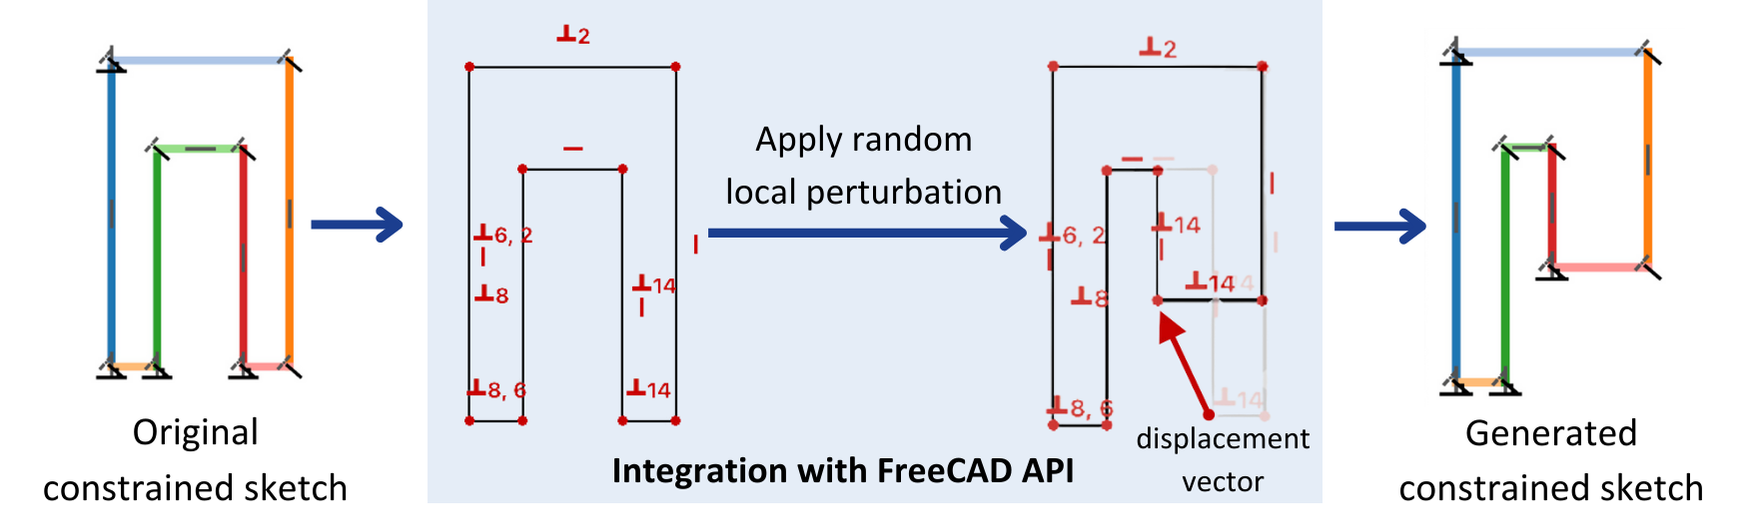 ⊥2
—
⊥6, 2
|
⊥8
⊥14
|
|
⊥8, 6
⊥14
Apply random
local perturbation
⊥2
—
|
⊥6, 2
|
⊥14
|
⊥8
⊥14
⊥8, 6
⊥14
displacement
vector
Integration with FreeCAD API
Original
constrained sketch
Generated
constrained sketch